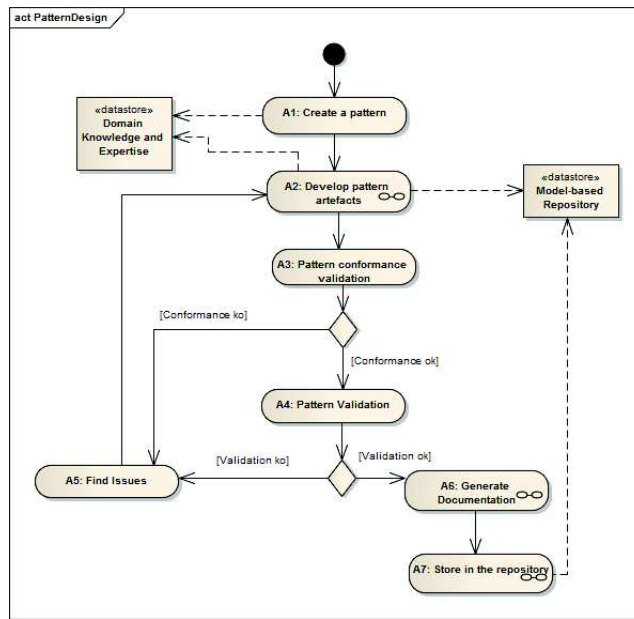 act PatternDesign
A1: Create a pattern
«datastore»
Domain
Knowledge and
Expertise
A2: Develop pattern
artefacts
«datastore»
Model-based
Repository
A3: Pattern conformance
validation
[Conformance ko]
[Conformance ok]
A4: Pattern Validation
[Validation ko]
[Validation ok]
A5: Find Issues
A6: Generate
Documentation
A7: Store in the repository